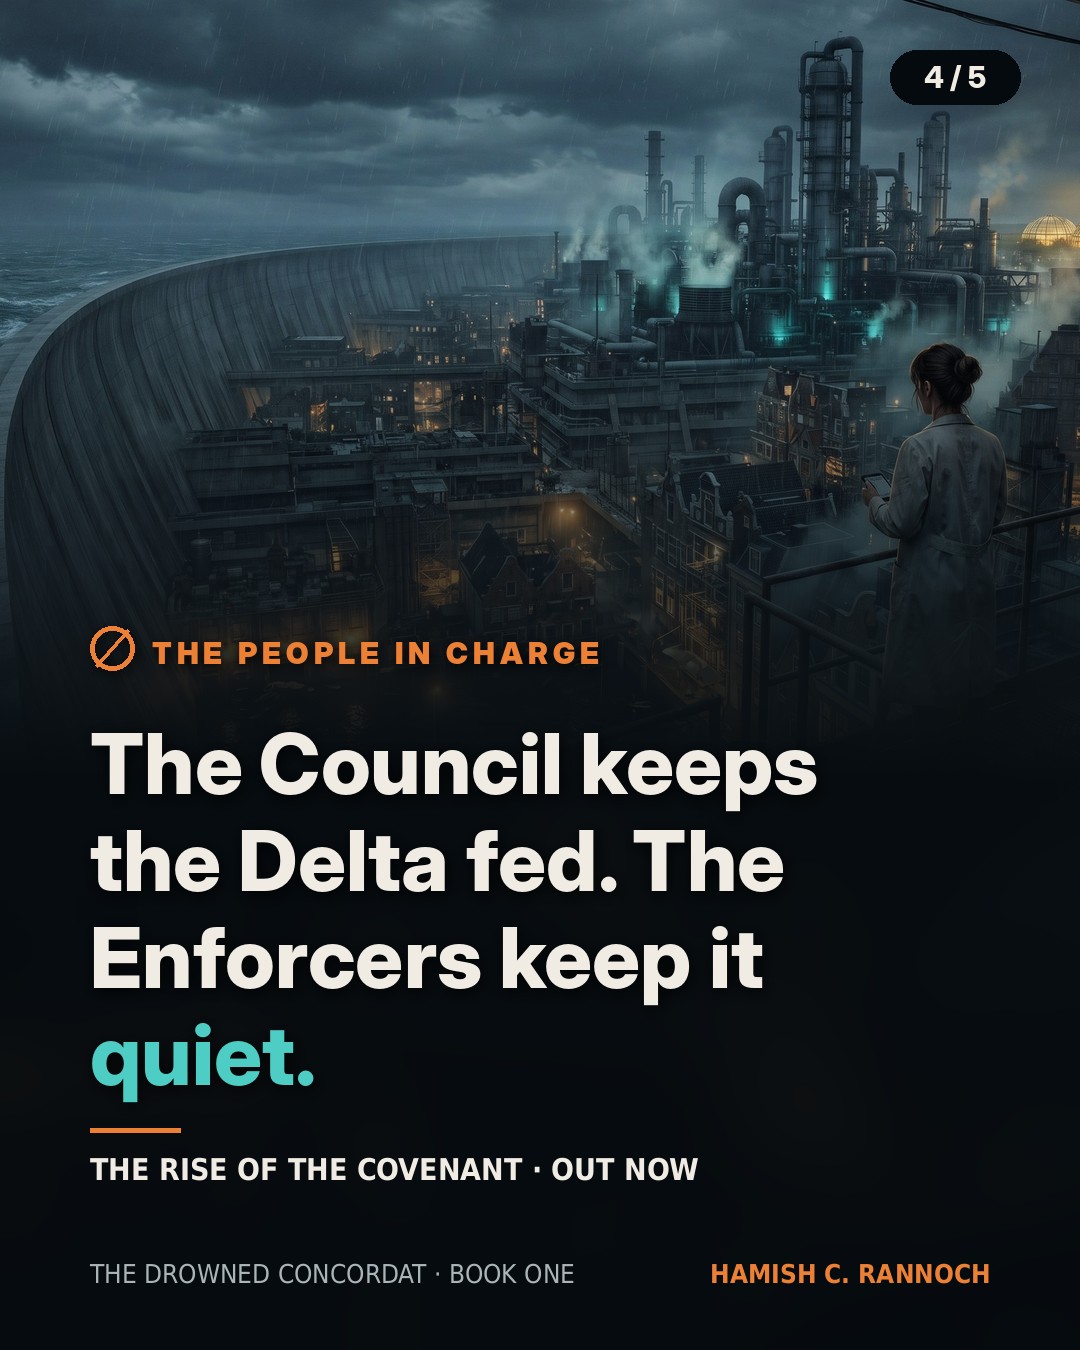 4/5
THE PEOPLE IN CHARGE
The Council keeps
the Delta fed. The
Enforcers keep it
quiet.
THE RISE OF THE COVENANT · OUT NOW
THE DROWNED CONCORDAT · BOOK ONE
HAMISH C. RANNOCH